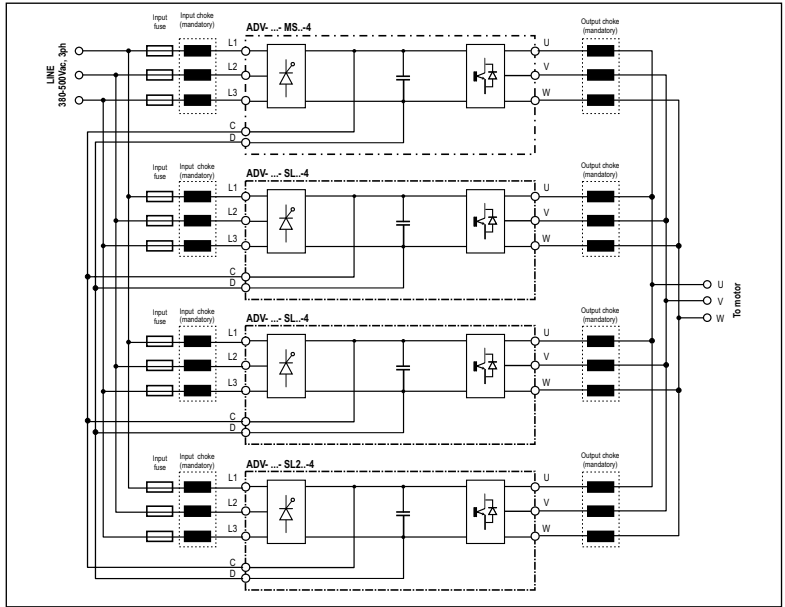 Input
fuse
Input choke
(mandatory)
ADV- ...- MS..-4
Output choke
(mandatory)
LINE
380-500Vac, 3ph
L1
L2
L3
C
D
U
V
W
Input
fuse
Input choke
(mandatory)
ADV- ...- SL..-4
Output choke
(mandatory)
L1
L2
L3
C
D
U
V
W
U
V
W
To motor
Input
fuse
Input choke
(mandatory)
ADV- ...- SL..-4
Output choke
(mandatory)
L1
L2
L3
C
D
U
V
W
Input
fuse
Input choke
(mandatory)
ADV- ...- SL2..-4
Output choke
(mandatory)
L1
L2
L3
C
D
U
V
W